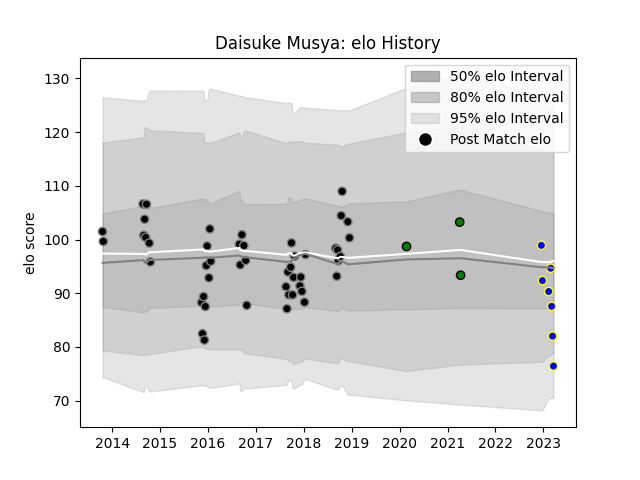 Daisuke Musya: elo History
130
120
110
100
90
80
70
elo score
50% elo Interval
80% elo Interval
95% elo Interval
Post Match elo
2014 2015 2016 2017 2018 2019 2020 2021 2022 2023